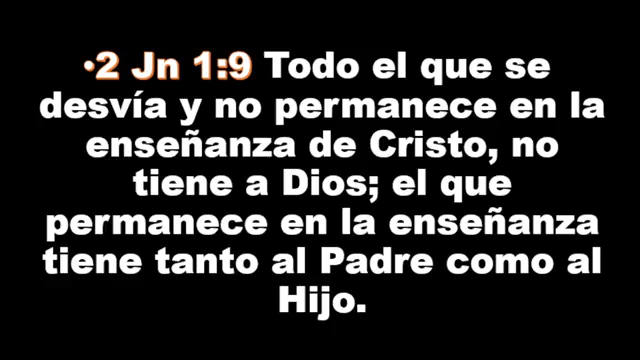 •2 Jn 1:9 Todo el que se
desvía y no permanece en la
enseñanza de Cristo, no
tiene a Dios; el que
permanece en la enseñanza
tiene tanto al Padre como al
Hijo.